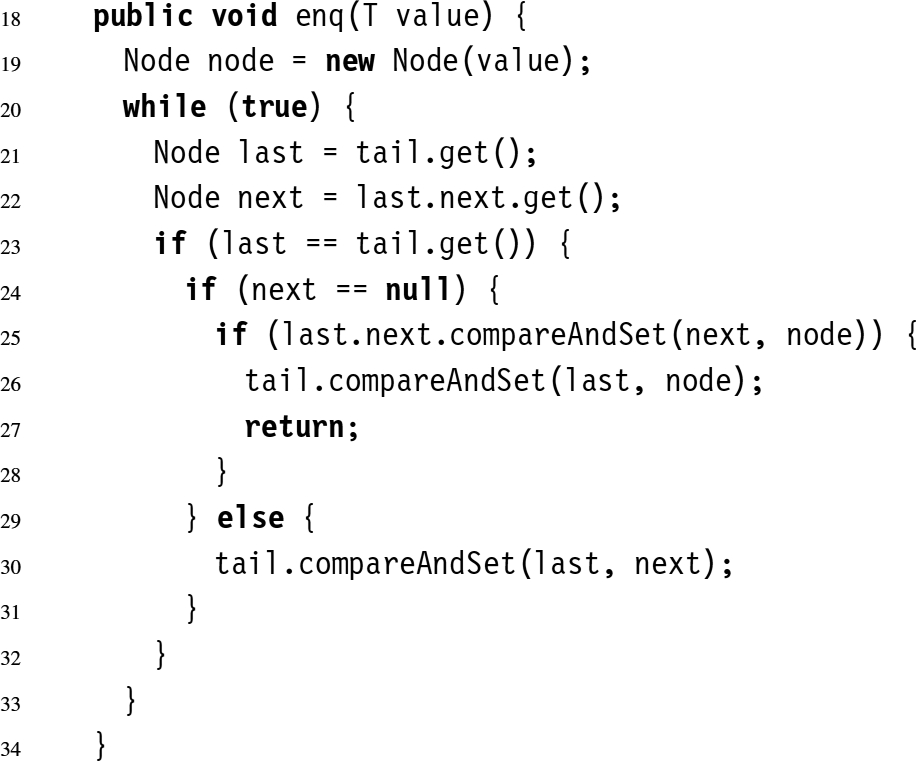 18 public void enq(T value) {
19 Node node = new Node(value);
20 while (true) {
21 Node last = tail.get();
22 Node next = last.next.get();
23 if (last == tail.get()) {
24 if (next == null) {
25 if (last.next.compareAndSet(next, node)) {
26 tail.compareAndSet(last, node);
27 return;
28 }
29 } else {
30 tail.compareAndSet(last, next);
31 }
32 }
33 }
34 }